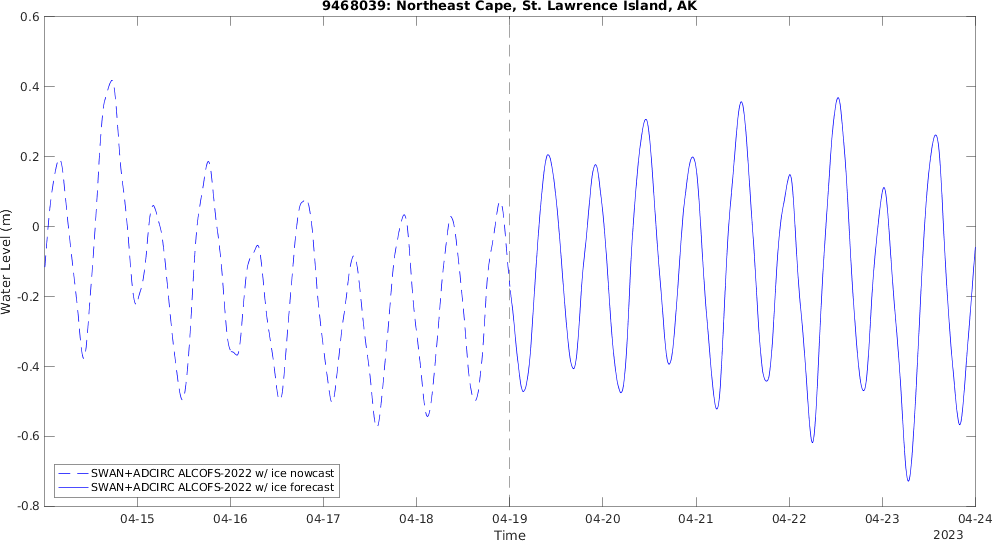 9468039: Northeast Cape, St. Lawrence Island, AK
0.6
0.4
0.2
0
-0.2
-0.4
-0.6
-0.8
Water Level (m)
SWAN+ADCIRC ALCOFS-2022 w/ ice nowcast
SWAN+ADCIRC ALCOFS-2022 w/ ice forecast
04-15 04-16 04-17 04-18 04-19 04-20 04-21 04-22 04-23 04-24
Time
2023